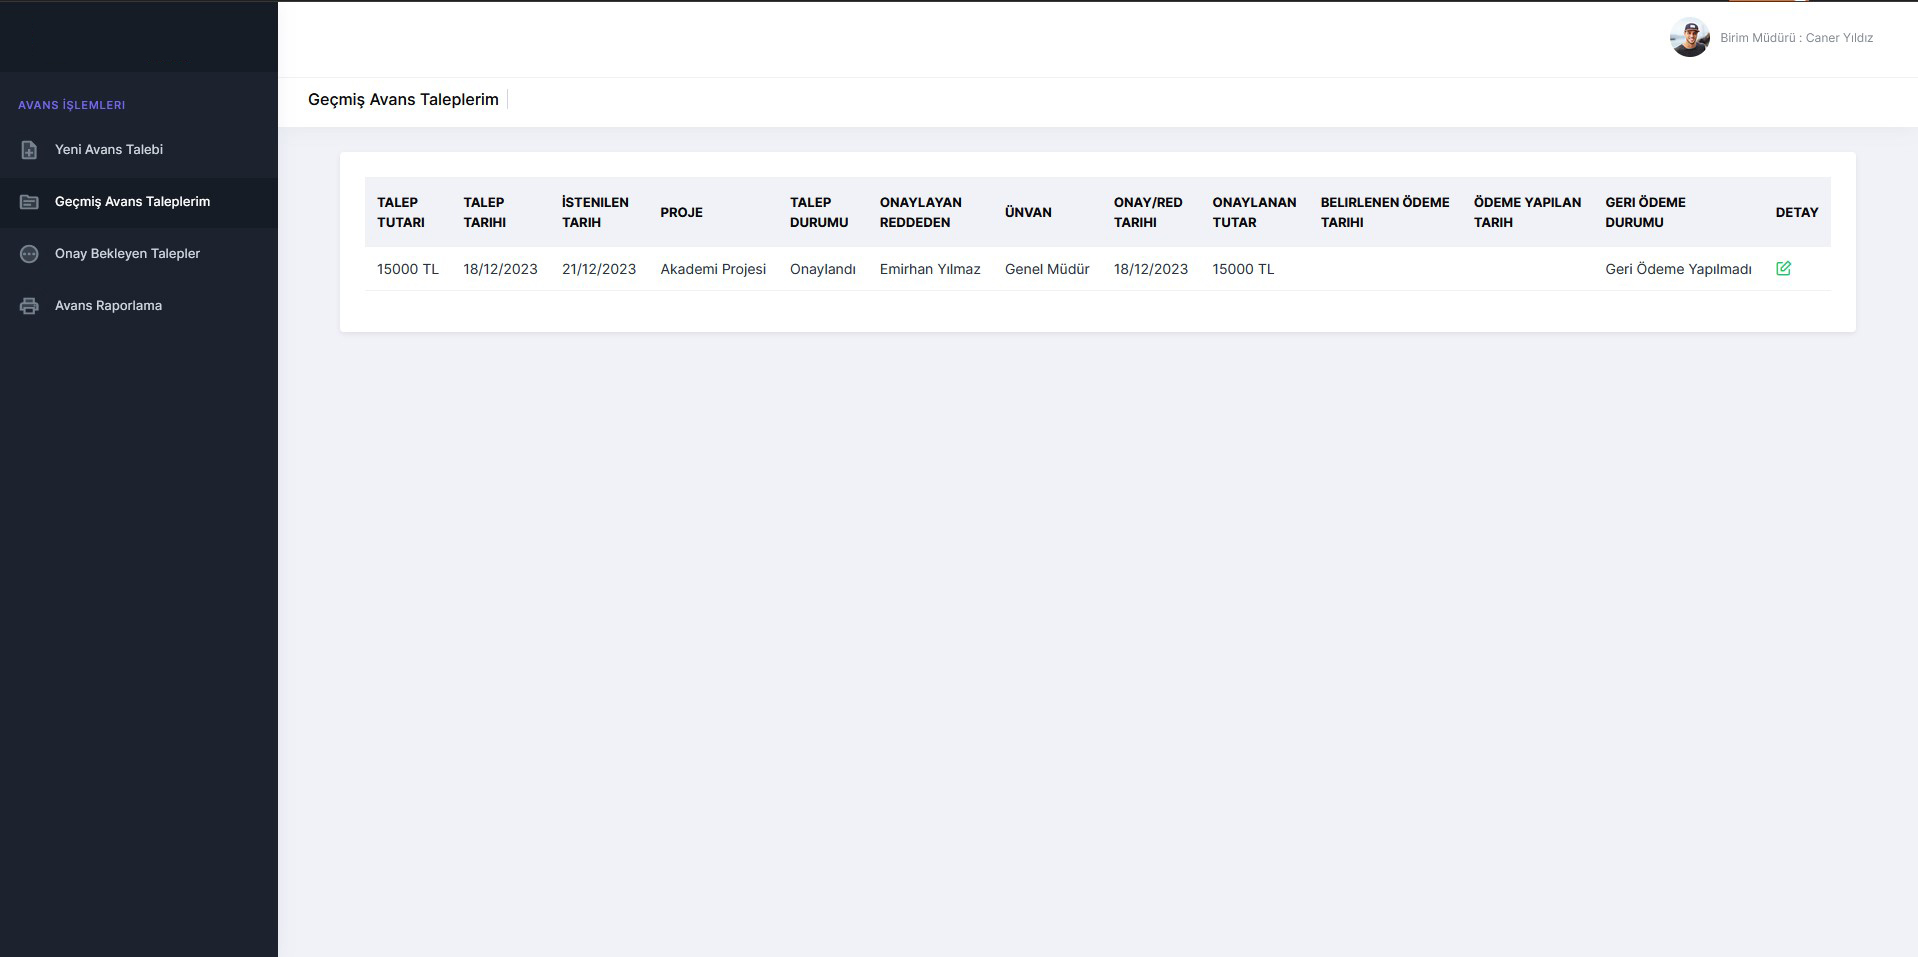 Birim Müdürü : Caner Yıldız
Geçmiş Avans Taleplerim
AVANS İŞLEMLERI
Yeni Avans Talebi
Geçmiş Avans Taleplerim
Onay Bekleyen Talepler
Avans Raporlama
TALEP TUTARI
TALEP TARIHI
İSTENILEN TARIH
PROJE
TALEP DURUMU
ONAYLAYAN REDDEDEN
ÜNVAN
ONAY/RED TARIHI
ONAYLANAN TUTAR
BELIRLENEN ÖDEME TARIHI
ÖDEME YAPILAN TARIH
GERI ÖDEME DURUMU
DETAY
15000 TL
18/12/2023
21/12/2023
Akademi Projesi
Onaylandı
Emirhan Yılmaz
Genel Müdür
18/12/2023
15000 TL
Geri Ödeme Yapılmadı